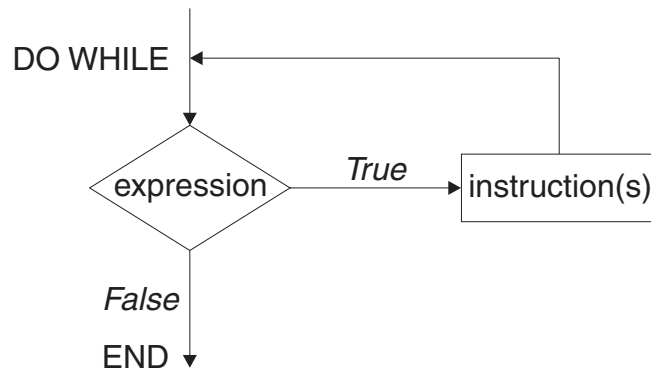 DO WHILE
expression
True
instruction(s)
False
END